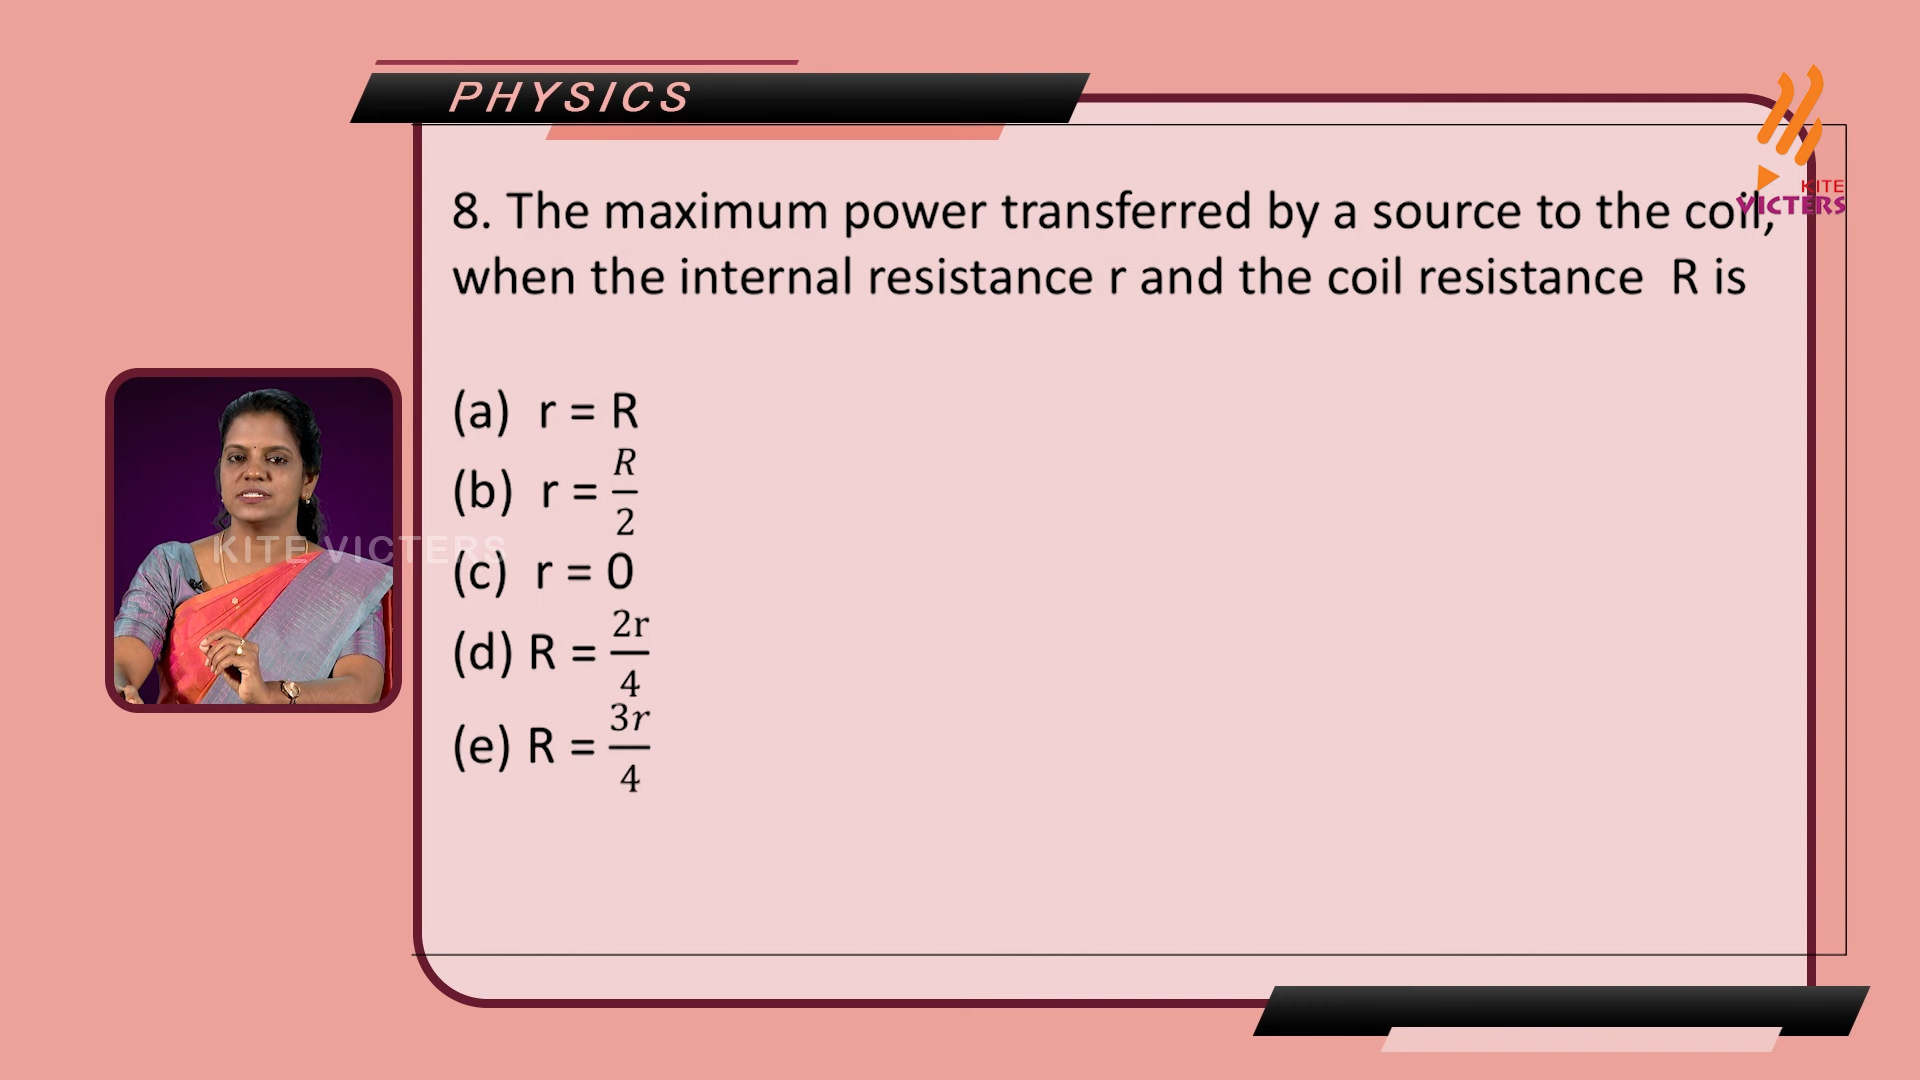 PHYSICS
KITE
VICTERS
8. The maximum power transferred by a source to the coil,
when the internal resistance r and the coil resistance R is
(a) r = R
(b) r = R/2
(c) r = 0
(d) R = 2r/4
(e) R = 3r/4
KITE VICTERS